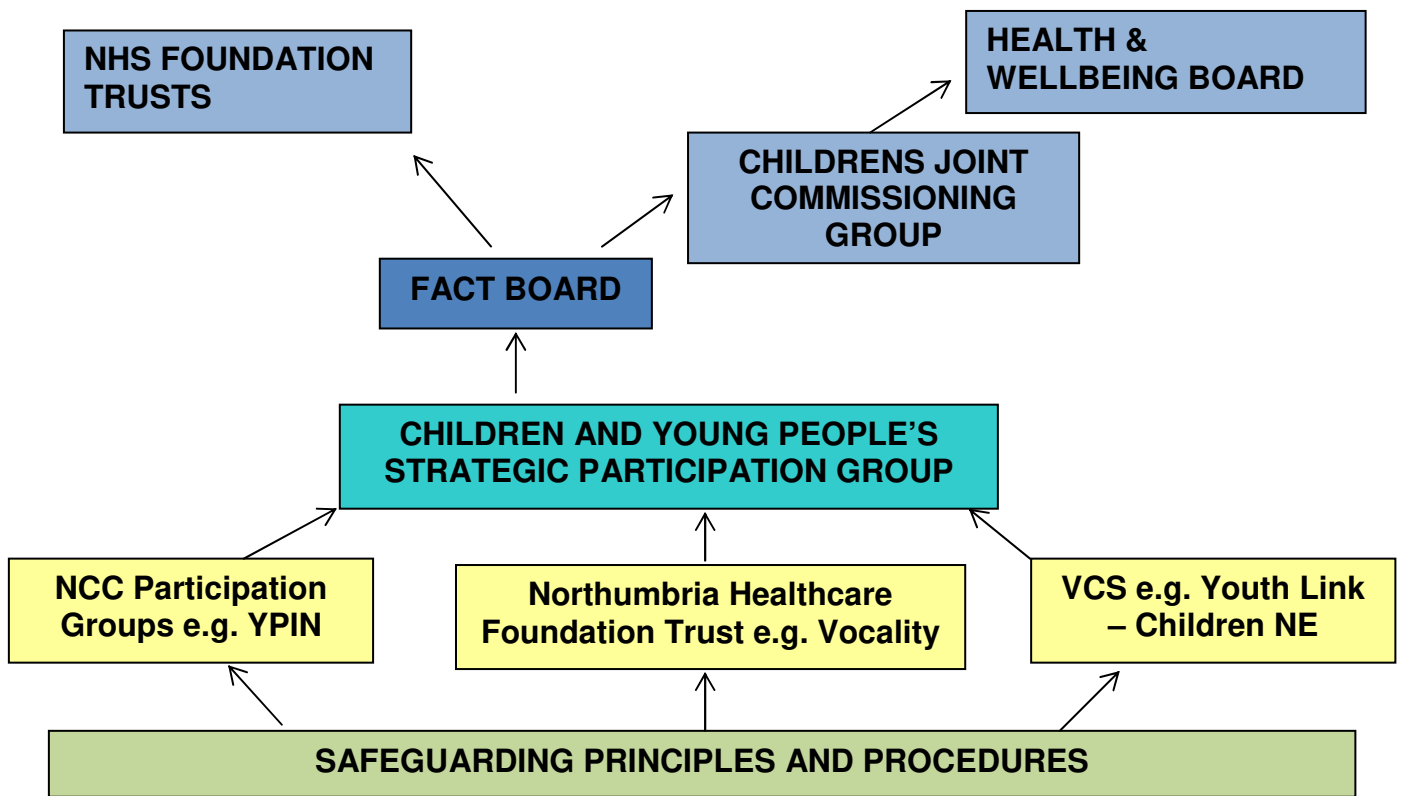 NHS FOUNDATION
TRUSTS
HEALTH &
WELLBEING BOARD
CHILDRENS JOINT
COMMISSIONING
GROUP
FACT BOARD
CHILDREN AND YOUNG PEOPLE’S
STRATEGIC PARTICIPATION GROUP
NCC Participation
Groups e.g. YPIN
Northumbria Healthcare
Foundation Trust e.g. Vocality
VCS e.g. Youth Link
– Children NE
SAFEGUARDING PRINCIPLES AND PROCEDURES